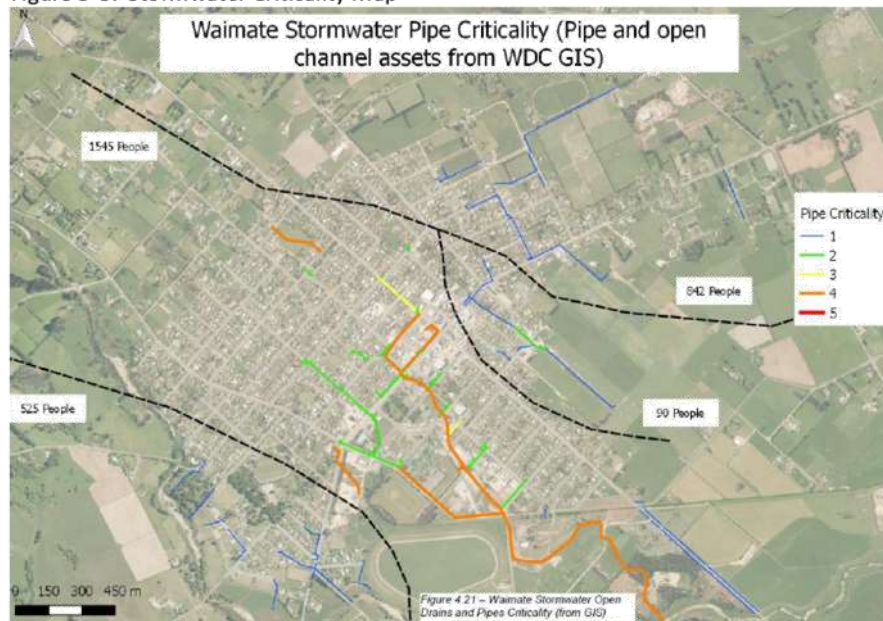 Waimate Stormwater Pipe Criticality (Pipe and open
channel assets from WDC GIS)
N
1545 People
Pipe Criticality
1
2
3
4
5
842 People
525 People
90 People
0 150 300 450 m
Figure 4.21 – Waimate Stormwater Open
Drains and Pipes Criticality (from GIS)